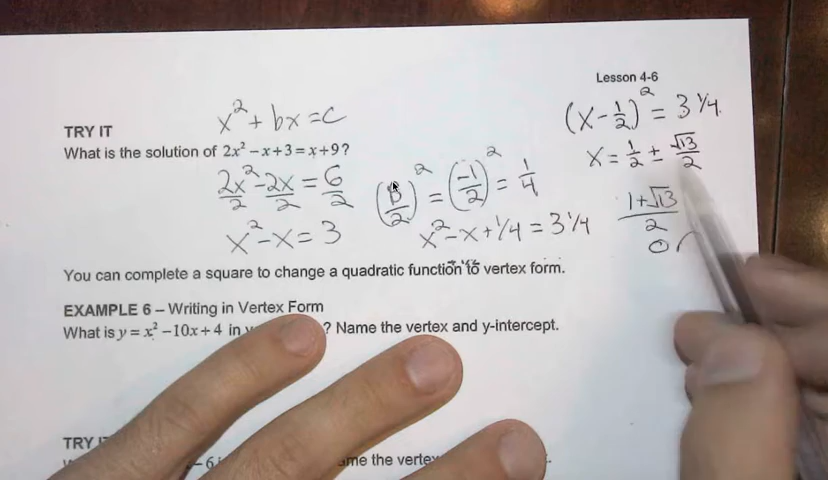 Lesson 4-6
x² + bx = c
TRY IT
What is the solution of 2x² − x + 3 = x + 9?
2x²/2 − 2x/2 = 6/2
x² − x = 3
(b/2)² = (−1/2)² = 1/4
x² − x + 1/4 = 3 1/4
(x − 1/2)² = 3 1/4
x = 1/2 ± √13/2
1+√13/2
or
You can complete a square to change a quadratic function to vertex form.
EXAMPLE 6 – Writing in Vertex Form
What is y = x² − 10x + 4 in ? Name the vertex and y-intercept.
TRY